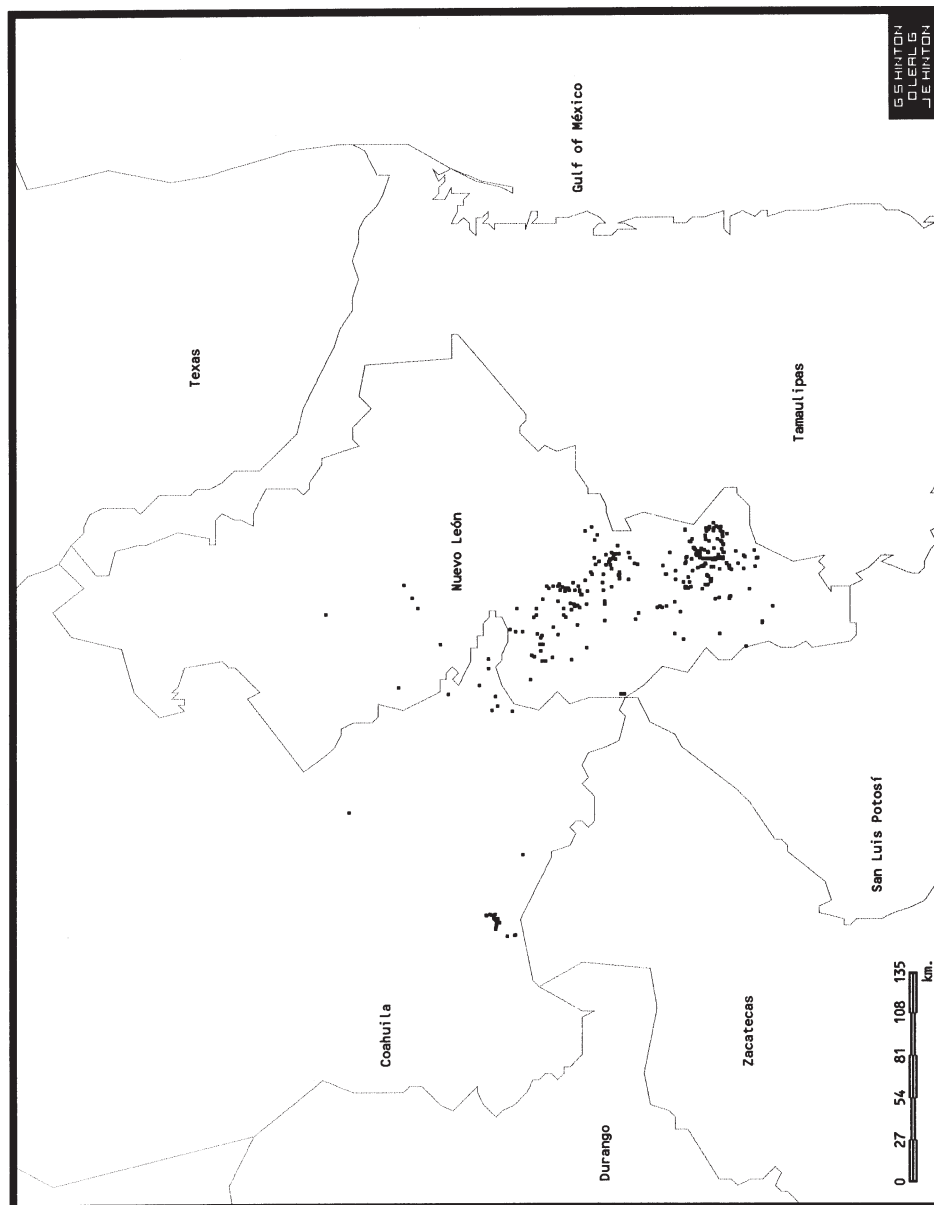 G S HINTON
O LEAL G
J E HINTON
Gulf of México
Texas
Tamaulipas
Nuevo León
Coahuila
San Luis Potosí
Zacatecas
Durango
0 27 54 81 108 135
km.